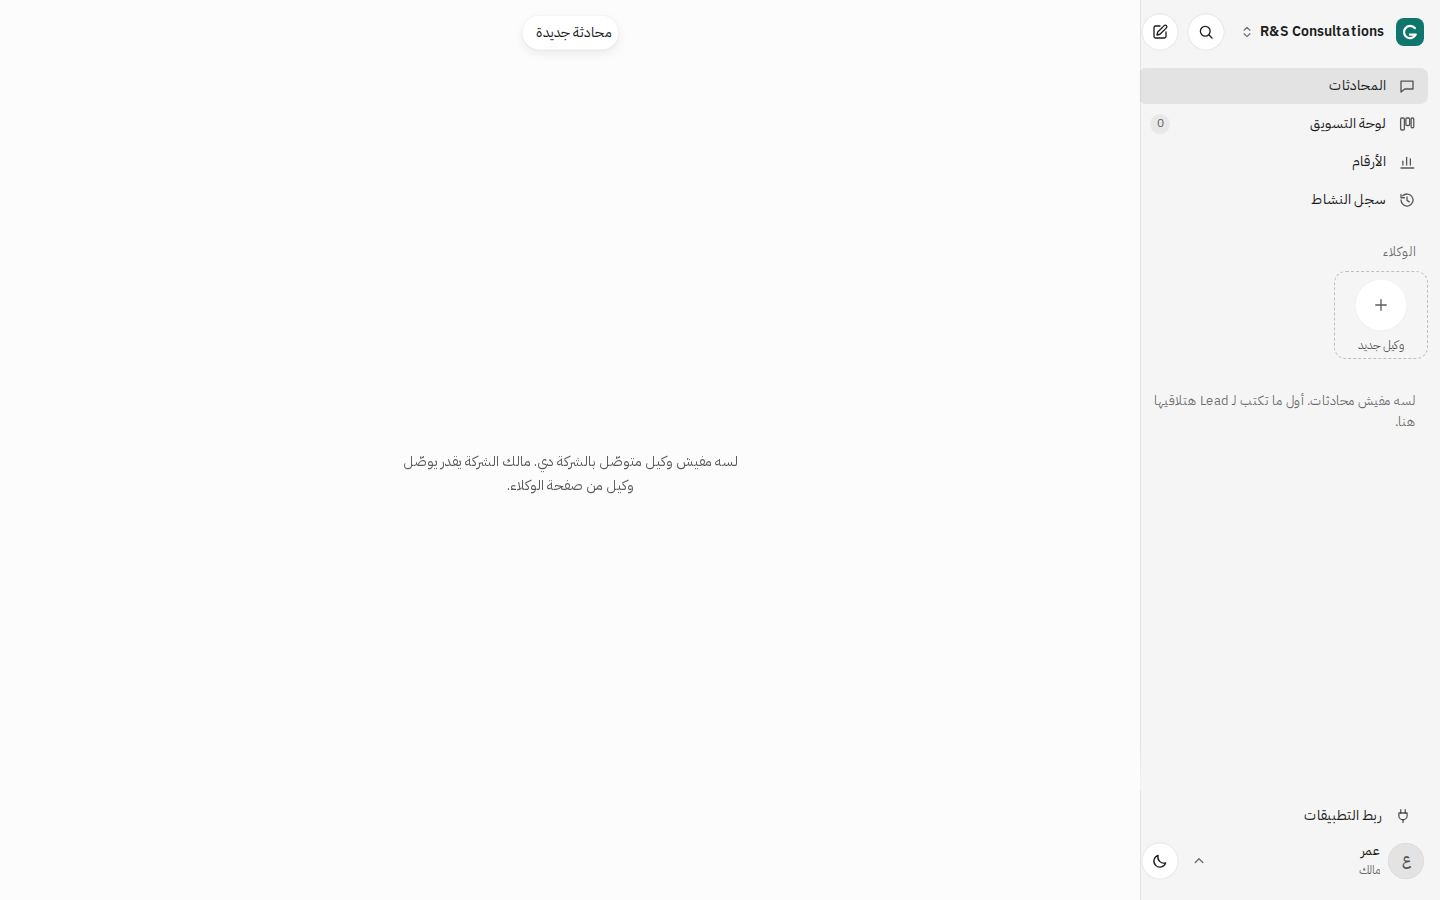 R&S Consultations
المحادثات
لوحة التسويق
0
الأرقام
سجل النشاط
الوكلاء
وكيل جديد
لسه مفيش محادثات. أول ما تكتب لـ Lead هتلاقيها
هنا.
ربط التطبيقات
ع
عمر
مالك
محادثة جديدة
لسه مفيش وكيل متوصّل بالشركة دي. مالك الشركة يقدر يوصّل
وكيل من صفحة الوكلاء.